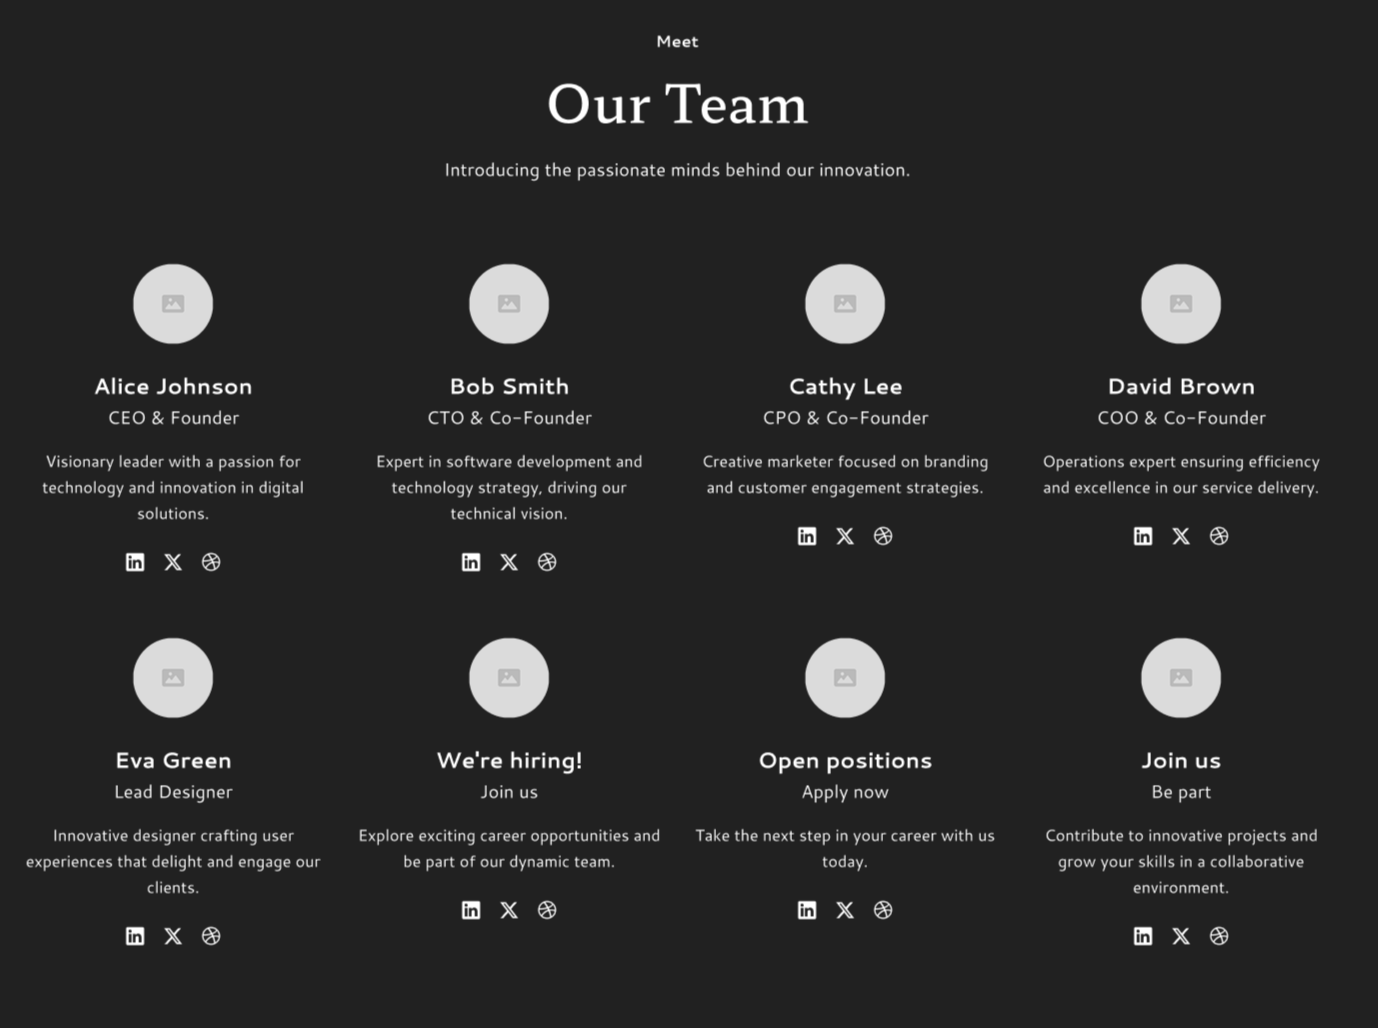 Meet
Our Team
Introducing the passionate minds behind our innovation.
Alice Johnson
CEO & Founder
Visionary leader with a passion for
technology and innovation in digital
solutions.
Bob Smith
CTO & Co-Founder
Expert in software development and
technology strategy, driving our
technical vision.
Cathy Lee
CPO & Co-Founder
Creative marketer focused on branding
and customer engagement strategies.
David Brown
COO & Co-Founder
Operations expert ensuring efficiency
and excellence in our service delivery.
Eva Green
Lead Designer
Innovative designer crafting user
experiences that delight and engage our
clients.
We're hiring!
Join us
Explore exciting career opportunities and
be part of our dynamic team.
Open positions
Apply now
Take the next step in your career with us
today.
Join us
Be part
Contribute to innovative projects and
grow your skills in a collaborative
environment.